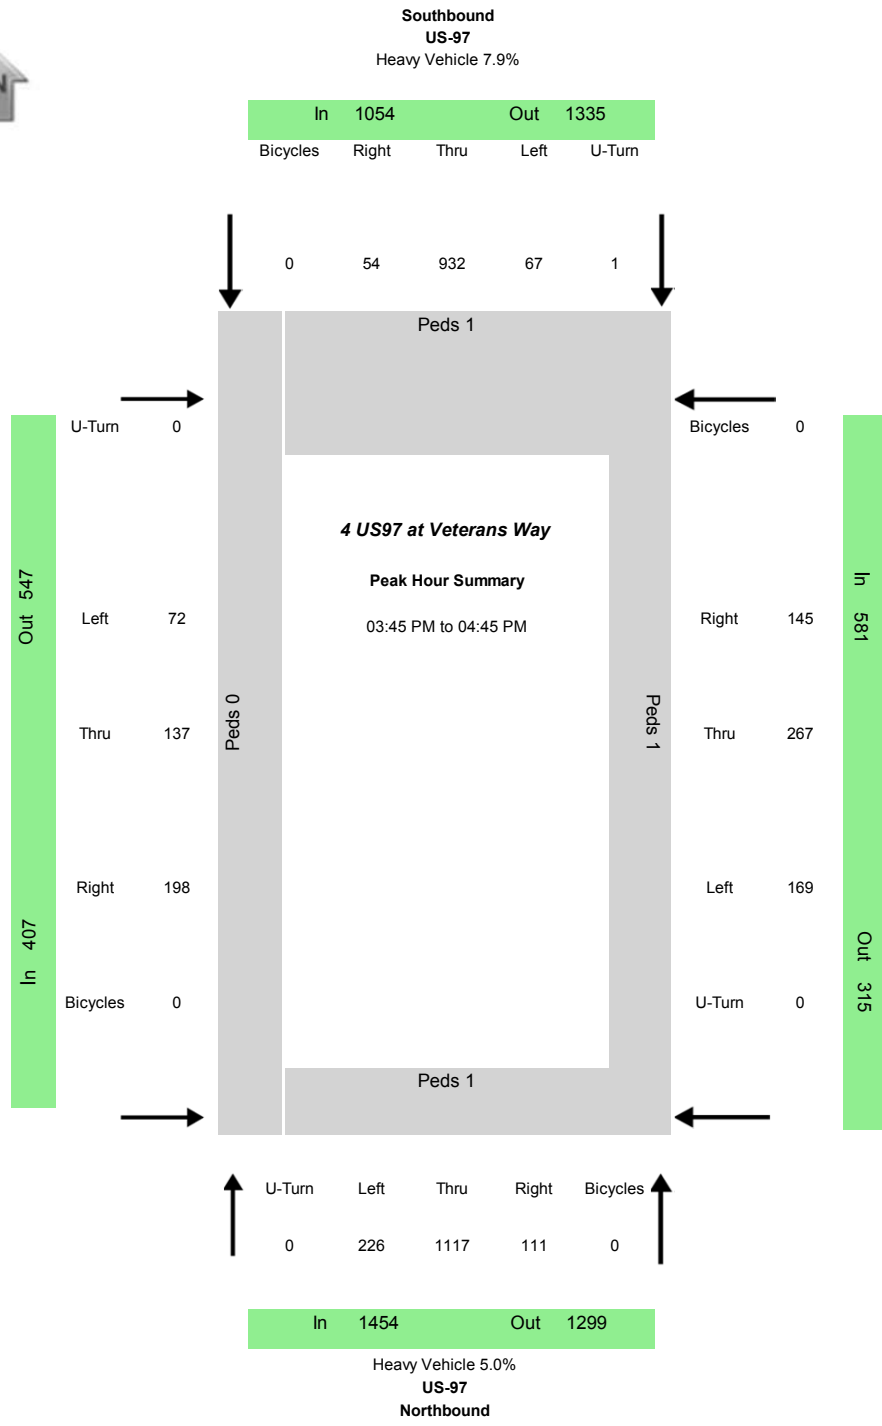 Southbound
US-97
Heavy Vehicle 7.9%
In 1054 Out 1335
Bicycles Right Thru Left U-Turn
0 54 932 67 1
Peds 1
U-Turn 0
Bicycles 0
4 US97 at Veterans Way
Peak Hour Summary
03:45 PM to 04:45 PM
Out 547
In 581
Left 72
Right 145
Peds 0
Peds 1
Thru 137
Thru 267
Right 198
Left 169
In 407
Out 315
Bicycles 0
U-Turn 0
Peds 1
U-Turn Left Thru Right Bicycles
0 226 1117 111 0
In 1454 Out 1299
Heavy Vehicle 5.0%
US-97
Northbound